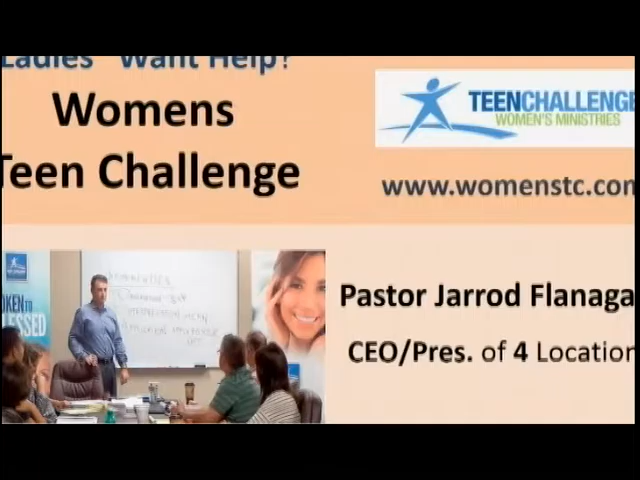 Ladies Want Help?
Womens
Teen Challenge
TEENCHALLENGE
WOMEN'S MINISTRIES
www.womenstc.com
Pastor Jarrod Flanaga
CEO/Pres. of 4 Location